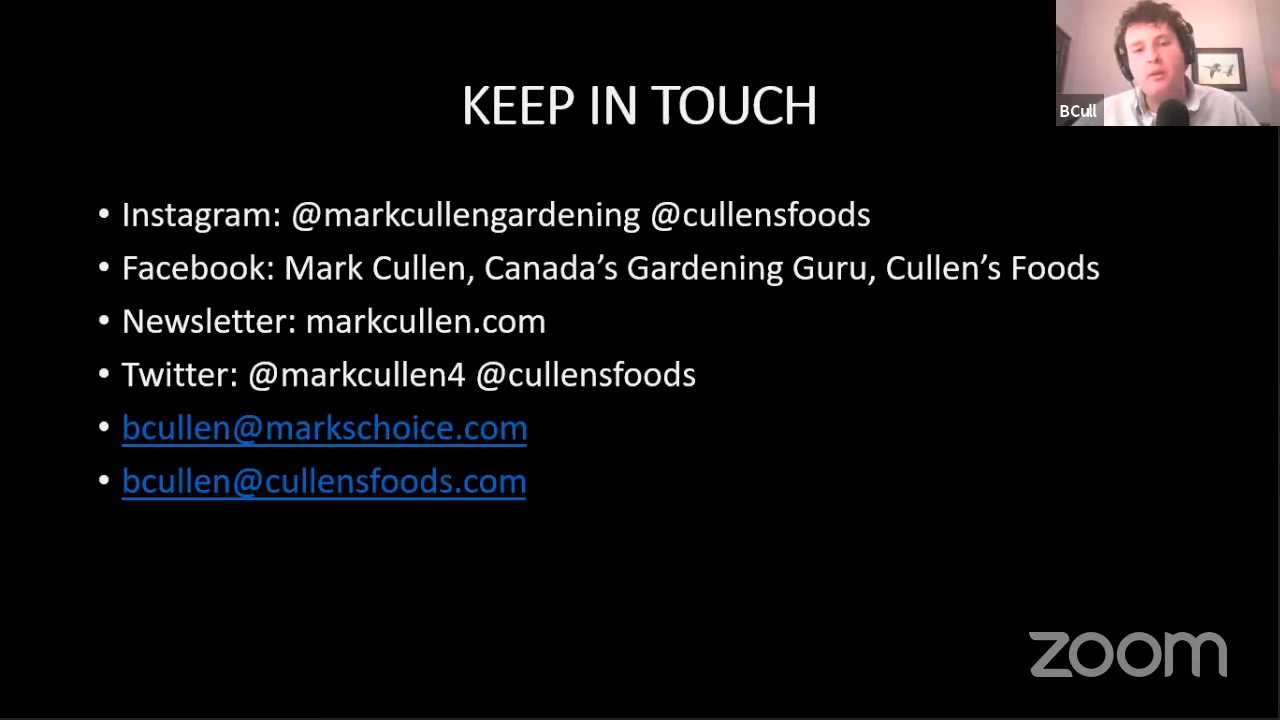 BCull
KEEP IN TOUCH
• Instagram: @markcullengardening @cullensfoods
• Facebook: Mark Cullen, Canada’s Gardening Guru, Cullen’s Foods
• Newsletter: markcullen.com
• Twitter: @markcullen4 @cullensfoods
• bcullen@markschoice.com
• bcullen@cullensfoods.com
zoom